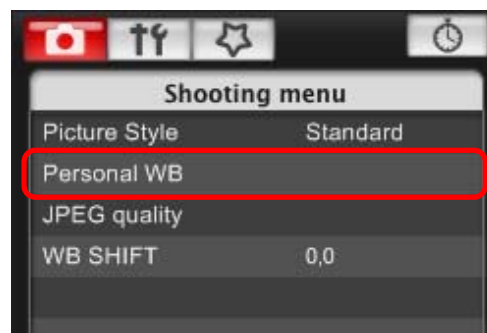 Shooting menu
Picture Style Standard
Personal WB
JPEG quality
WB SHIFT 0,0